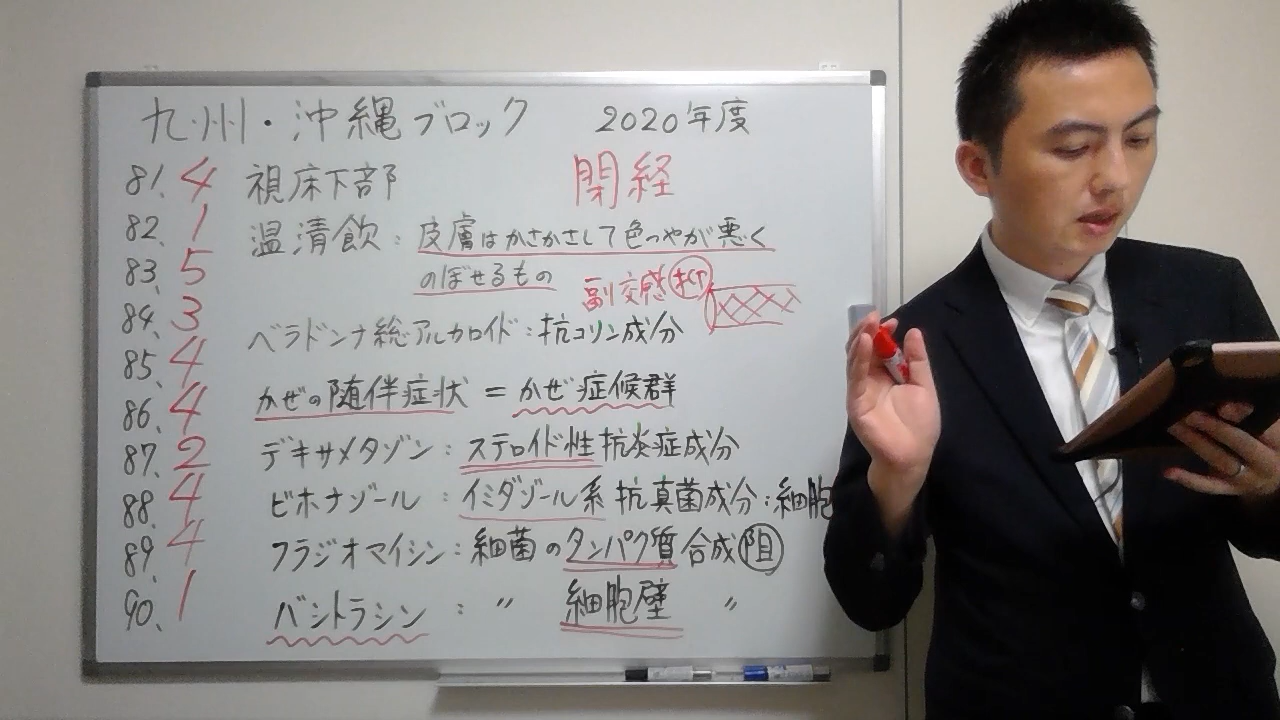 九州・沖縄ブロック 2020年度
81. 4 視床下部 閉経
82. 1 温清飲：皮膚はかさかさして色つやが悪く
83. 5 のぼせるもの 副交感 抑
84. 3 ベラドンナ総アルカロイド：抗コリン成分
85. 4
86. 4 かぜの随伴症状 = かぜ症候群
87. 2 デキサメタゾン：ステロイド性抗炎症成分
88. 4 ビホナゾール：イミダゾール系抗真菌成分：細胞
89. 4 フラジオマイシン：細菌のタンパク質合成阻
90. 1 バシトラシン：〃 細胞壁 〃